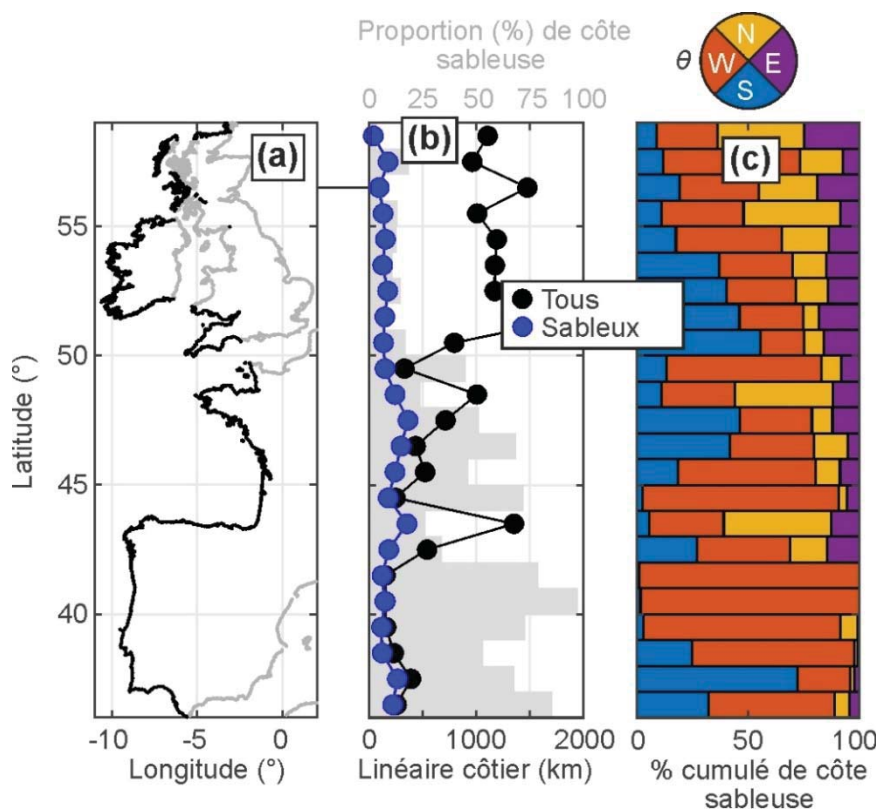 Proportion (%) de côte
sableuse
0 25 50 75 100
θ
N
W E
S
(a)
(b)
(c)
55
50
45
40
Latitude (°)
Tous
Sableux
-10 -5 0
Longitude (°)
0 1000 2000
Linéaire côtier (km)
0 50 100
% cumulé de côte
sableuse